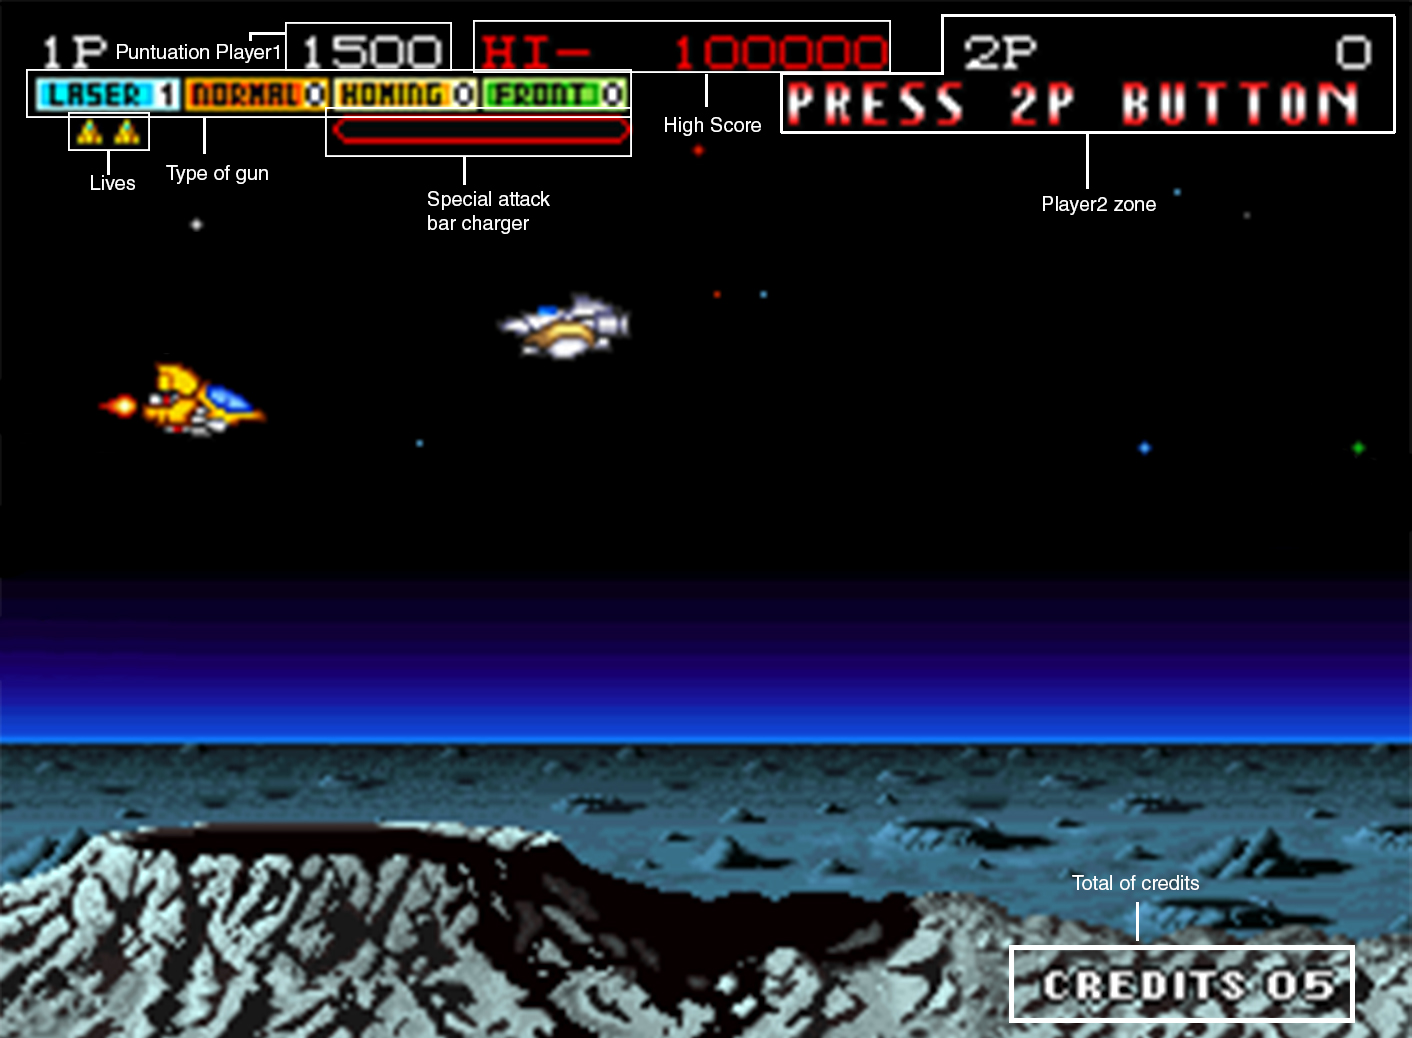 1P Puntuation Player1 1500 HI- 100000 2P 0
LASER 1 NORMAL 0 HOMING 0 FRONT 0 PRESS 2P BUTTON
High Score
Lives
Type of gun
Special attack
bar charger
Player2 zone
Total of credits
CREDITS 05